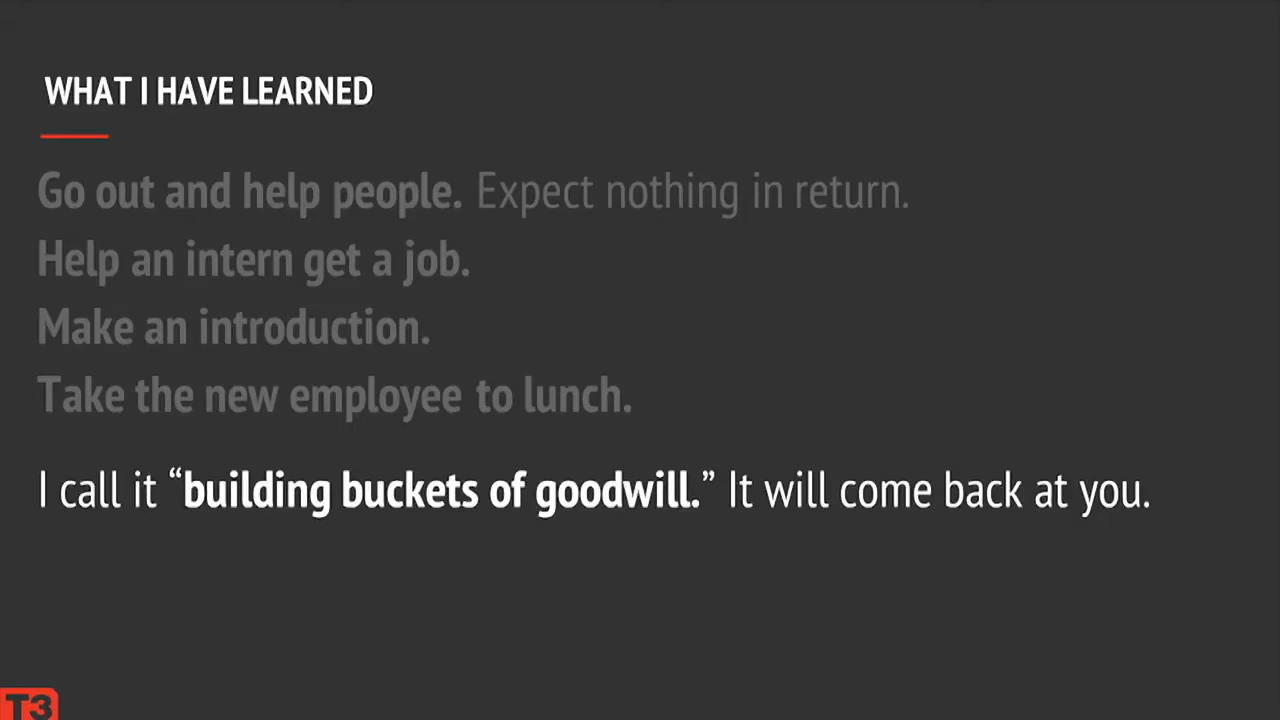 WHAT I HAVE LEARNED
Go out and help people. Expect nothing in return.
Help an intern get a job.
Make an introduction.
Take the new employee to lunch.
I call it “building buckets of goodwill.” It will come back at you.
T3